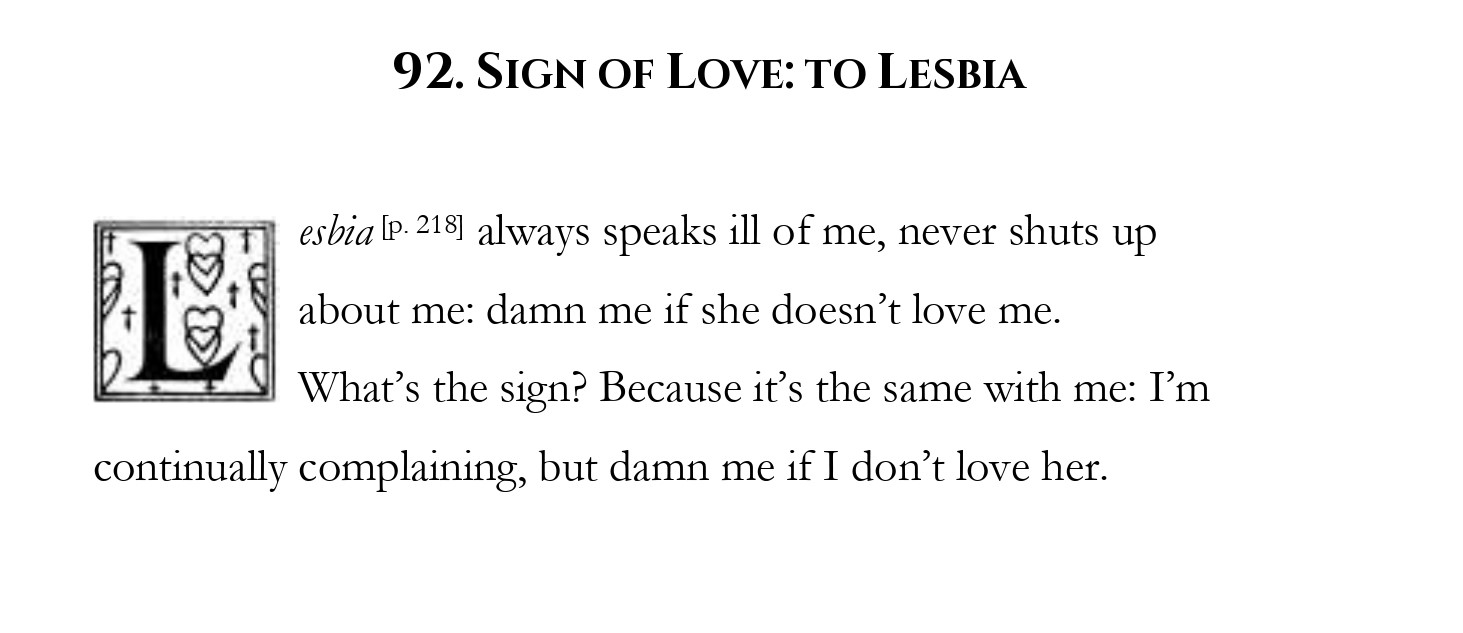 92. Sign of Love: to Lesbia
Lesbia [p. 218] always speaks ill of me, never shuts up
about me: damn me if she doesn’t love me.
What’s the sign? Because it’s the same with me: I’m
continually complaining, but damn me if I don’t love her.